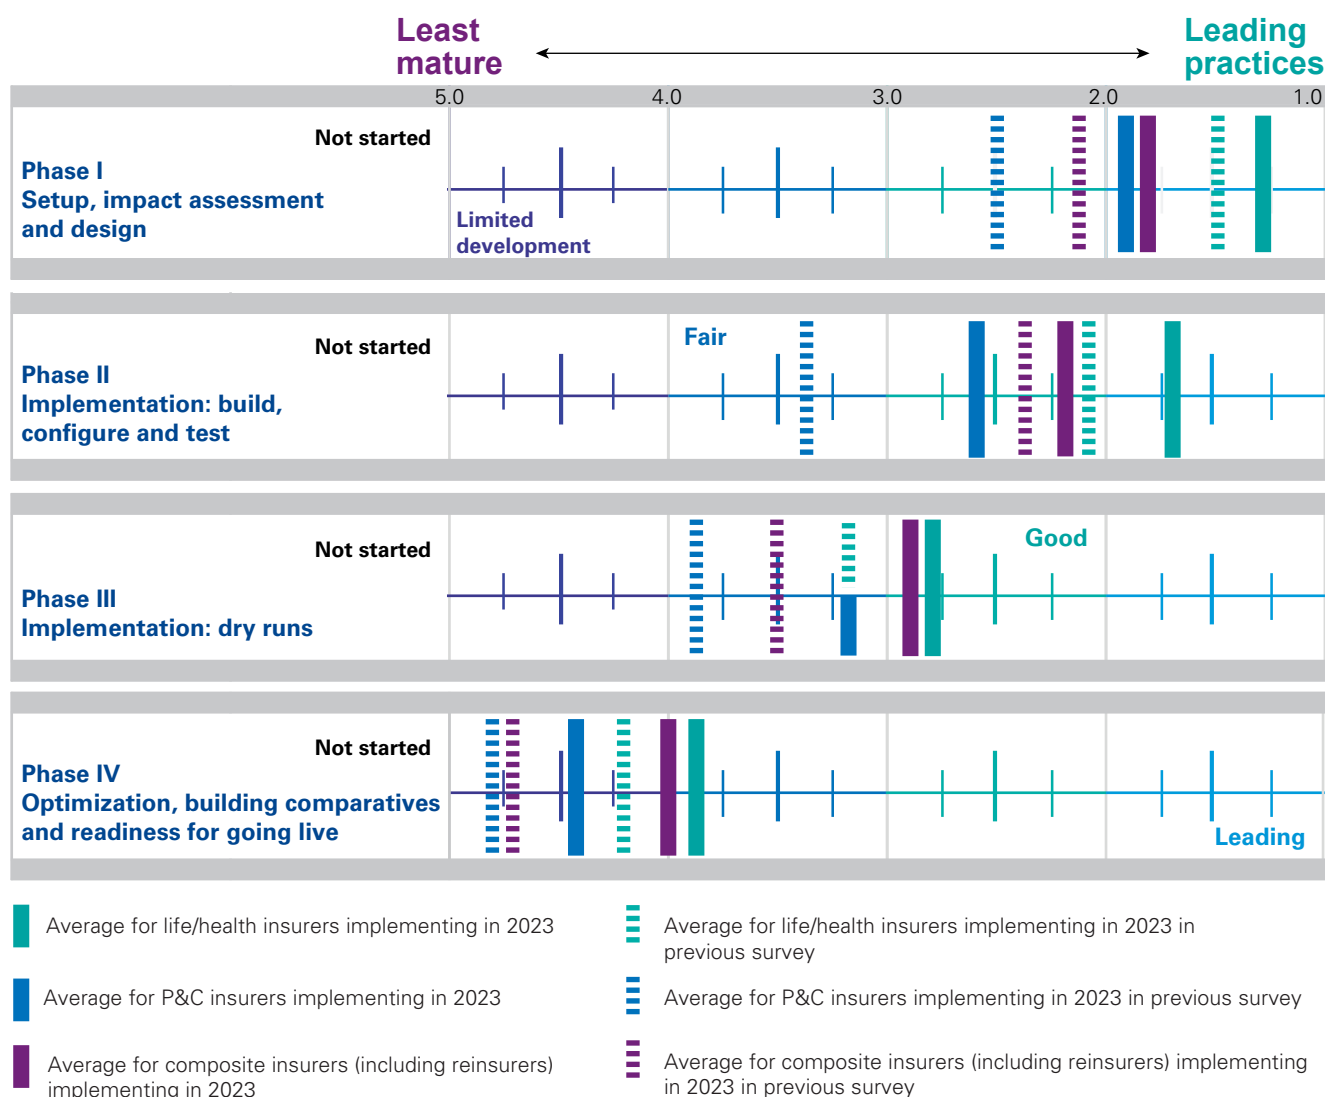 Least
mature
Leading
practices
5.0 4.0 3.0 2.0 1.0
Not started
Phase I
Setup, impact assessment
and design
Limited
development
Not started
Fair
Phase II
Implementation: build,
configure and test
Not started
Good
Phase III
Implementation: dry runs
Not started
Phase IV
Optimization, building comparatives
and readiness for going live
Leading
Average for life/health insurers implementing in 2023
Average for life/health insurers implementing in 2023 in
previous survey
Average for P&C insurers implementing in 2023
Average for P&C insurers implementing in 2023 in previous survey
Average for composite insurers (including reinsurers)
implementing in 2023
Average for composite insurers (including reinsurers) implementing
in 2023 in previous survey